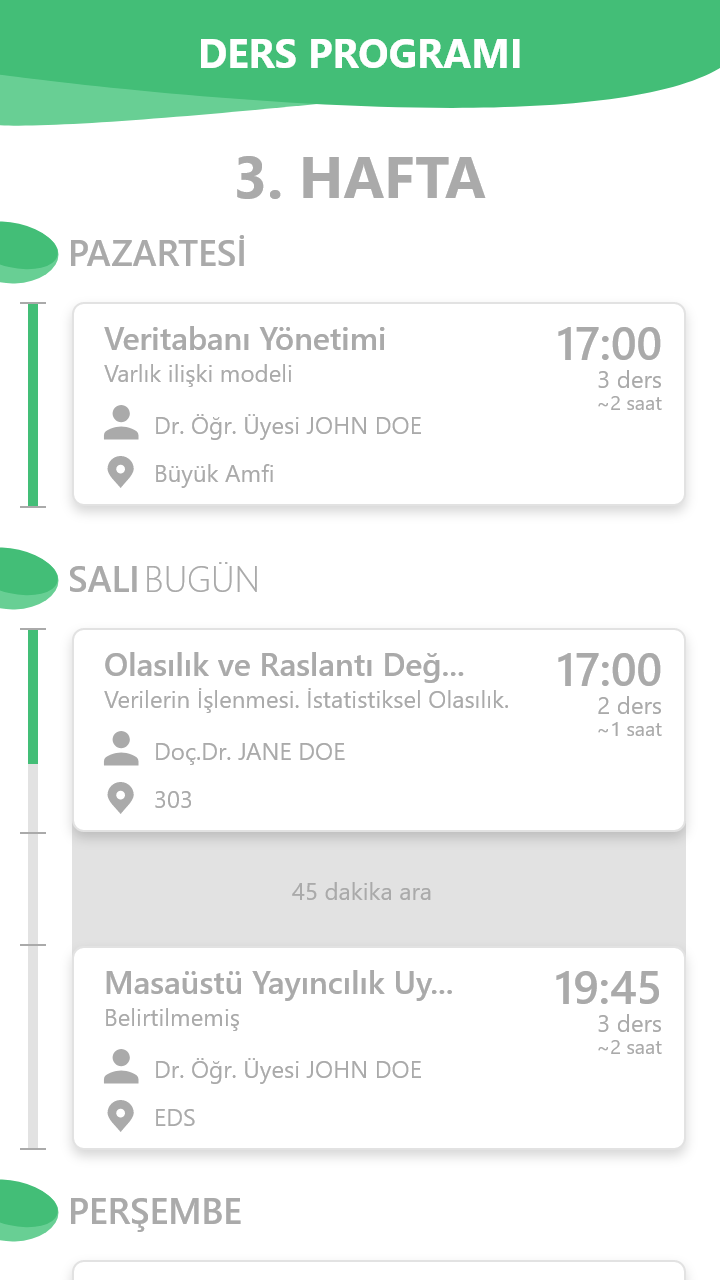 DERS PROGRAMI
3. HAFTA
PAZARTESİ
Veritabanı Yönetimi
17:00
Varlık ilişki modeli
3 ders
~2 saat
Dr. Öğr. Üyesi JOHN DOE
Büyük Amfi
SALI BUGÜN
Olasılık ve Raslantı Değ...
17:00
Verilerin İşlenmesi. İstatistiksel Olasılık.
2 ders
~1 saat
Doç.Dr. JANE DOE
303
45 dakika ara
Masaüstü Yayıncılık Uy...
19:45
Belirtilmemiş
3 ders
~2 saat
Dr. Öğr. Üyesi JOHN DOE
EDS
PERŞEMBE